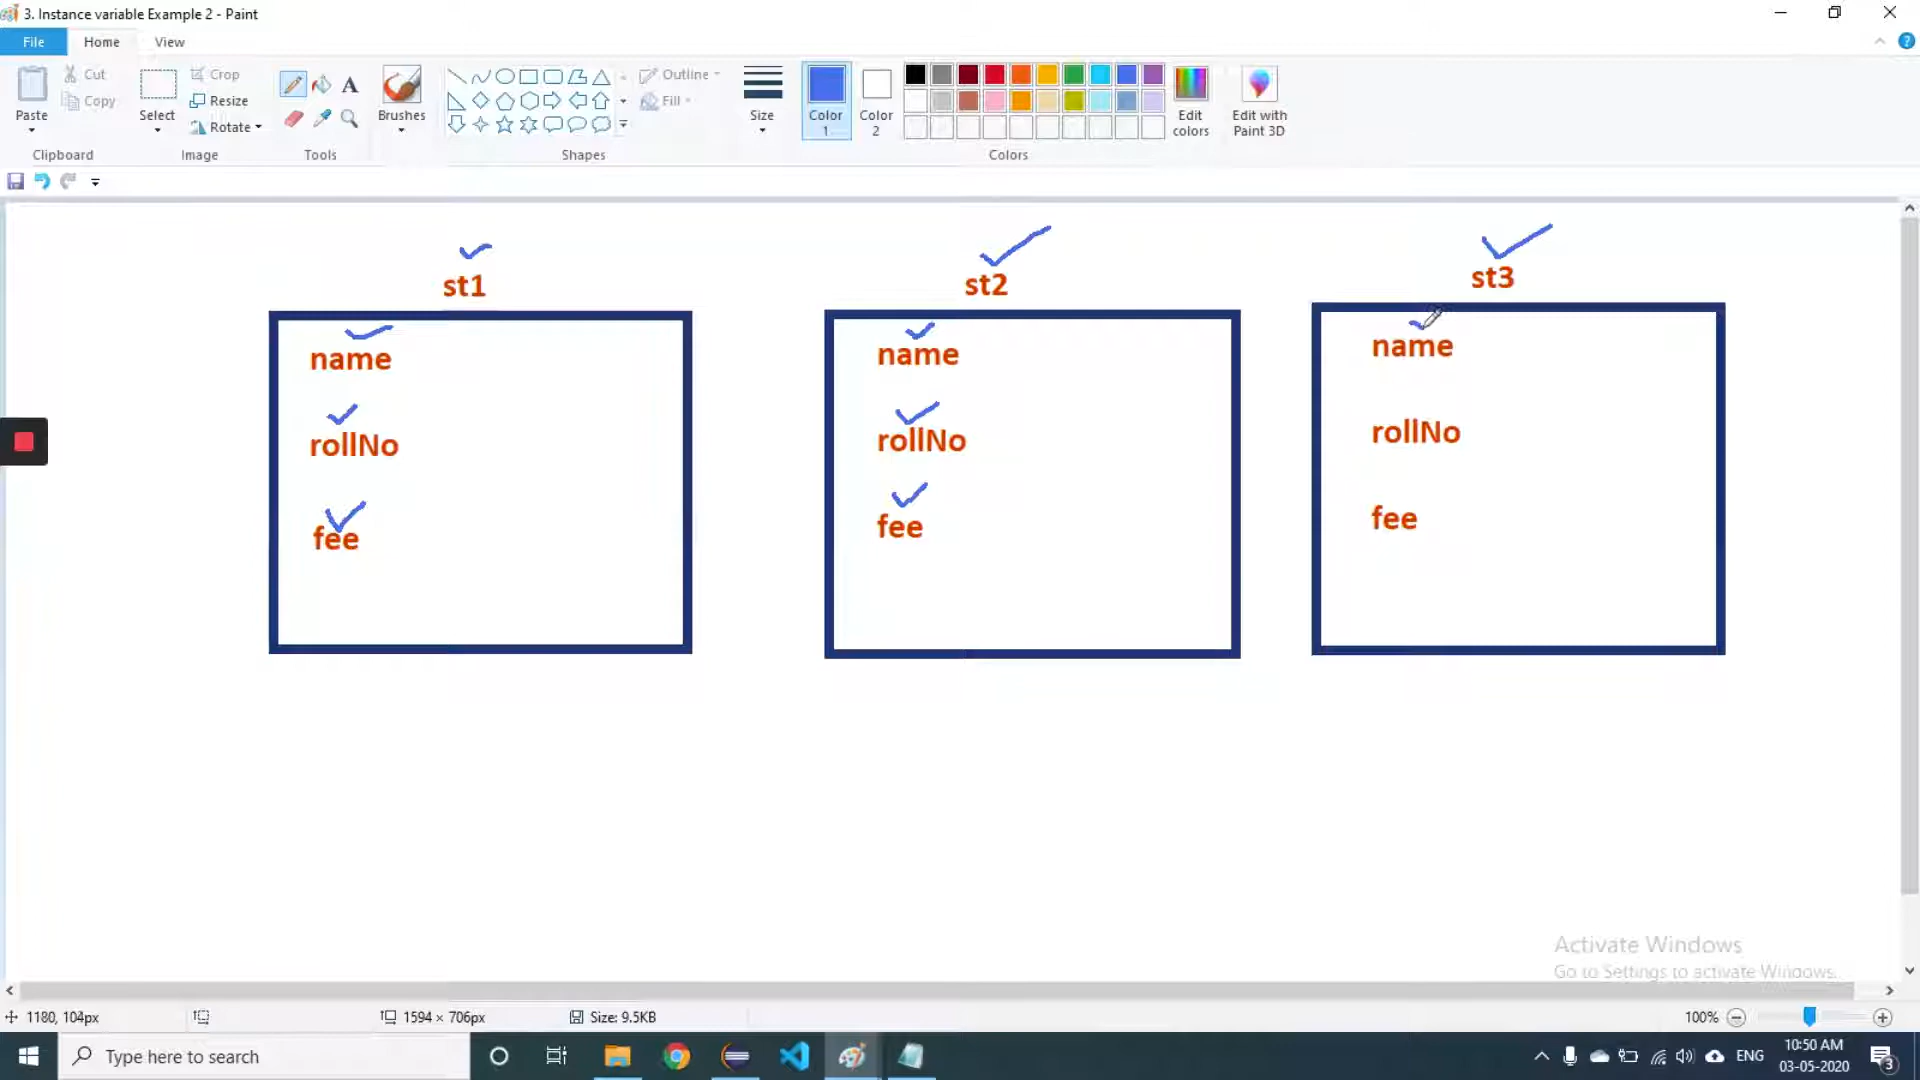 3. Instance variable Example 2 - Paint
File Home View
Paste
Cut
Copy
Clipboard
Select
Crop
Resize
Rotate
Image
A
Tools
Brushes
Outline
Fill
Shapes
Size
Color 1
Color 2
Edit colors
Edit with Paint 3D
Colors
st1
name
rollNo
fee
st2
name
rollNo
fee
st3
name
rollNo
fee
Activate Windows
Go to Settings to activate Windows.
1180, 104px
1594 × 706px
Size: 9.5KB
100%
Type here to search
ENG
10:50 AM
03-05-2020
3